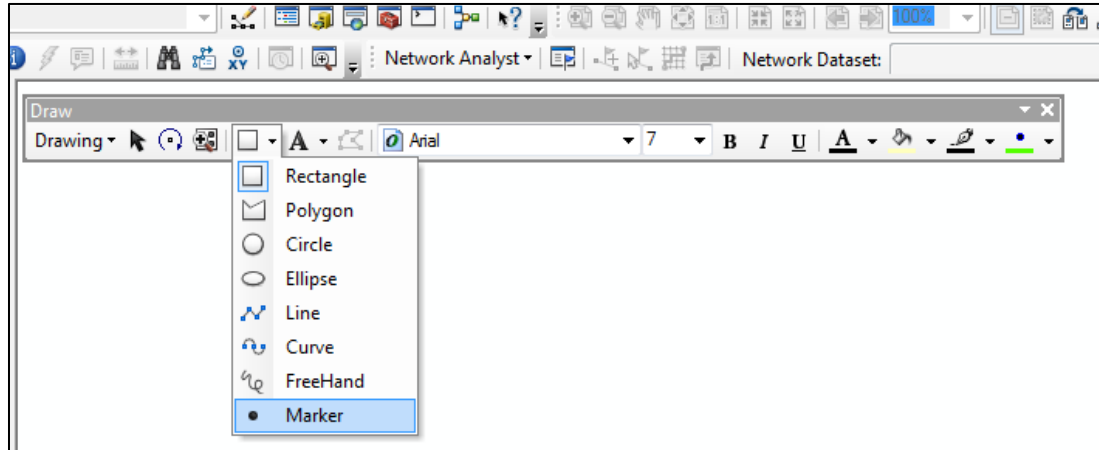 100%
Network Analyst
Network Dataset:
Draw
Drawing A Arial 7 B I U A
Rectangle
Polygon
Circle
Ellipse
Line
Curve
FreeHand
Marker